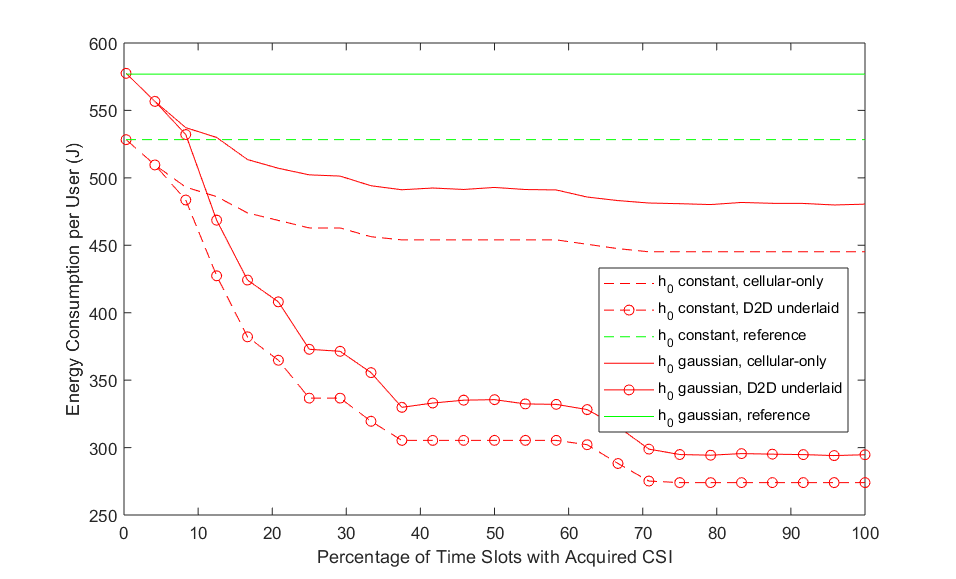 600
550
500
450
400
350
300
250
Energy Consumption per User (J)
h0 constant, cellular-only
h0 constant, D2D underlaid
h0 constant, reference
h0 gaussian, cellular-only
h0 gaussian, D2D underlaid
h0 gaussian, reference
0 10 20 30 40 50 60 70 80 90 100
Percentage of Time Slots with Acquired CSI